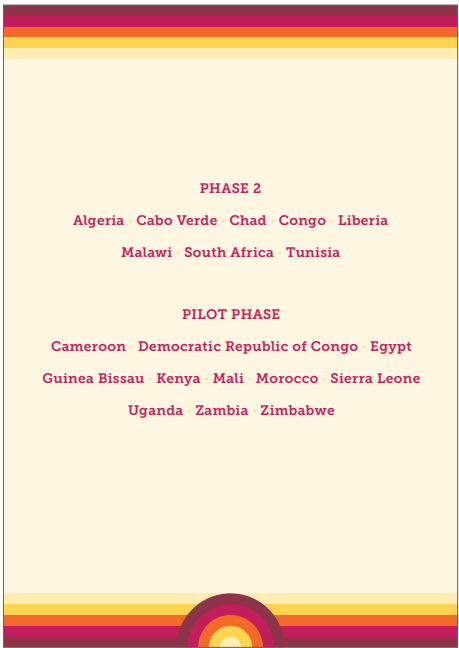 PHASE 2
Algeria · Cabo Verde · Chad · Congo · Liberia
Malawi · South Africa · Tunisia
PILOT PHASE
Cameroon · Democratic Republic of Congo · Egypt
Guinea Bissau · Kenya · Mali · Morocco · Sierra Leone
Uganda · Zambia · Zimbabwe